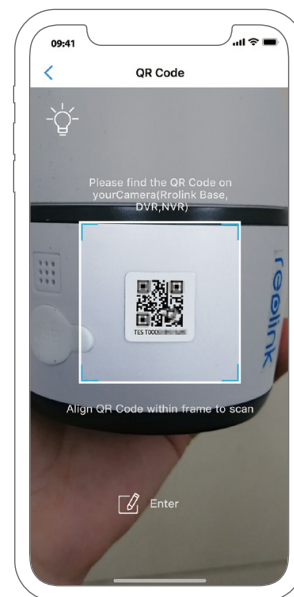 09:41
QR Code
Please find the QR Code on
yourCamera(Rrolink Base,
DVR,NVR)
reolink
Align QR Code within frame to scan
Enter